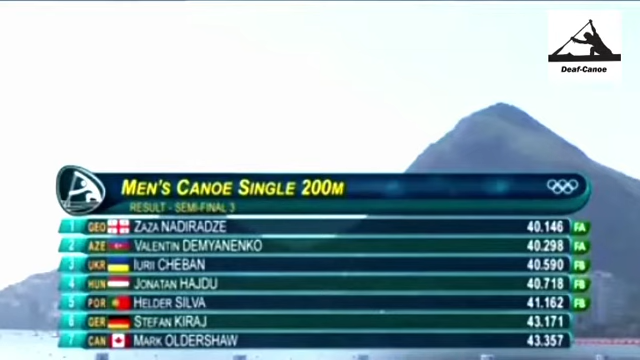 Deaf-Canoe
MEN'S CANOE SINGLE 200M
RESULT - SEMI-FINAL 3
1 GEO ZAZA NADIRADZE 40.146 FA
2 AZE VALENTIN DEMYANENKO 40.298 FA
3 UKR IURII CHEBAN 40.590 FB
4 HUN JONATAN HAJDU 40.718 FB
5 POR HELDER SILVA 41.162 FB
6 GER STEFAN KIRAJ 43.171
7 CAN MARK OLDERSHAW 43.357